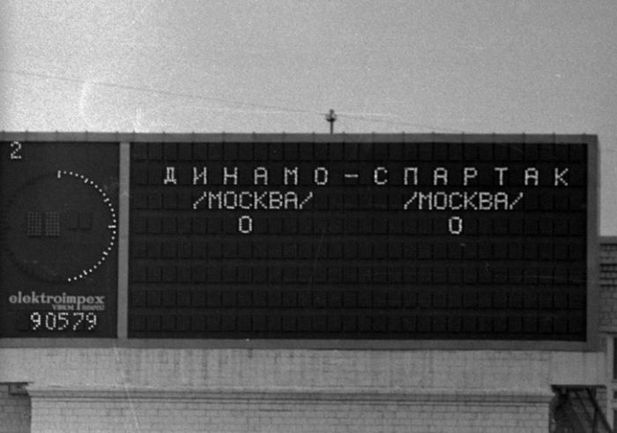 2
ДИНАМО-СПАРТАК
/МОСКВА/ /МОСКВА/
0 0
elektroimpex
90579